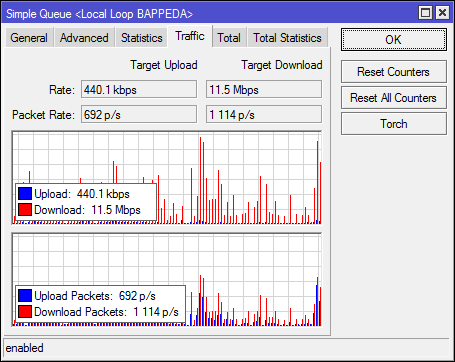 Simple Queue <Local Loop BAPPEDA>
General Advanced Statistics Traffic Total Total Statistics
Target Upload Target Download
Rate: 440.1 kbps 11.5 Mbps
Packet Rate: 692 p/s 1 114 p/s
Upload: 440.1 kbps
Download: 11.5 Mbps
Upload Packets: 692 p/s
Download Packets: 1 114 p/s
OK
Reset Counters
Reset All Counters
Torch
enabled